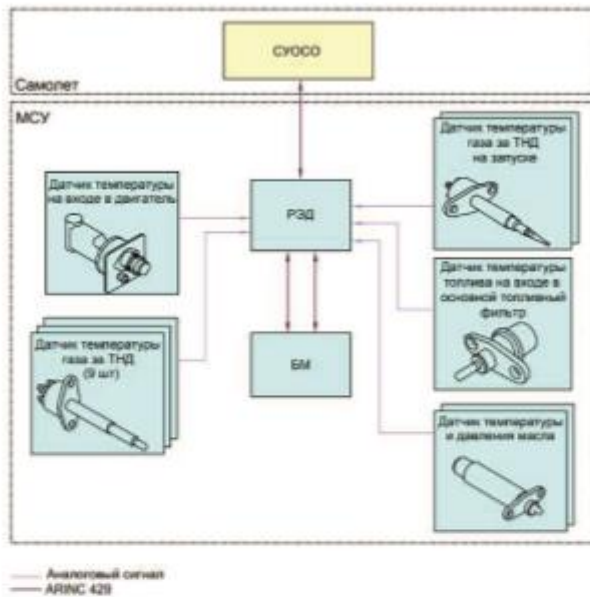 СУОСО
Самолет
МСУ
Датчик температуры
газа за ТНД
на запуске
Датчик температуры
на входе в двигатель
РЭД
Датчик температуры
топлива на входе в
основной топливный
фильтр
Датчик температуры
газа за ТНД
(9 шт)
БМ
Датчик температуры
и давления масла
Аналоговый сигнал
ARINC 429